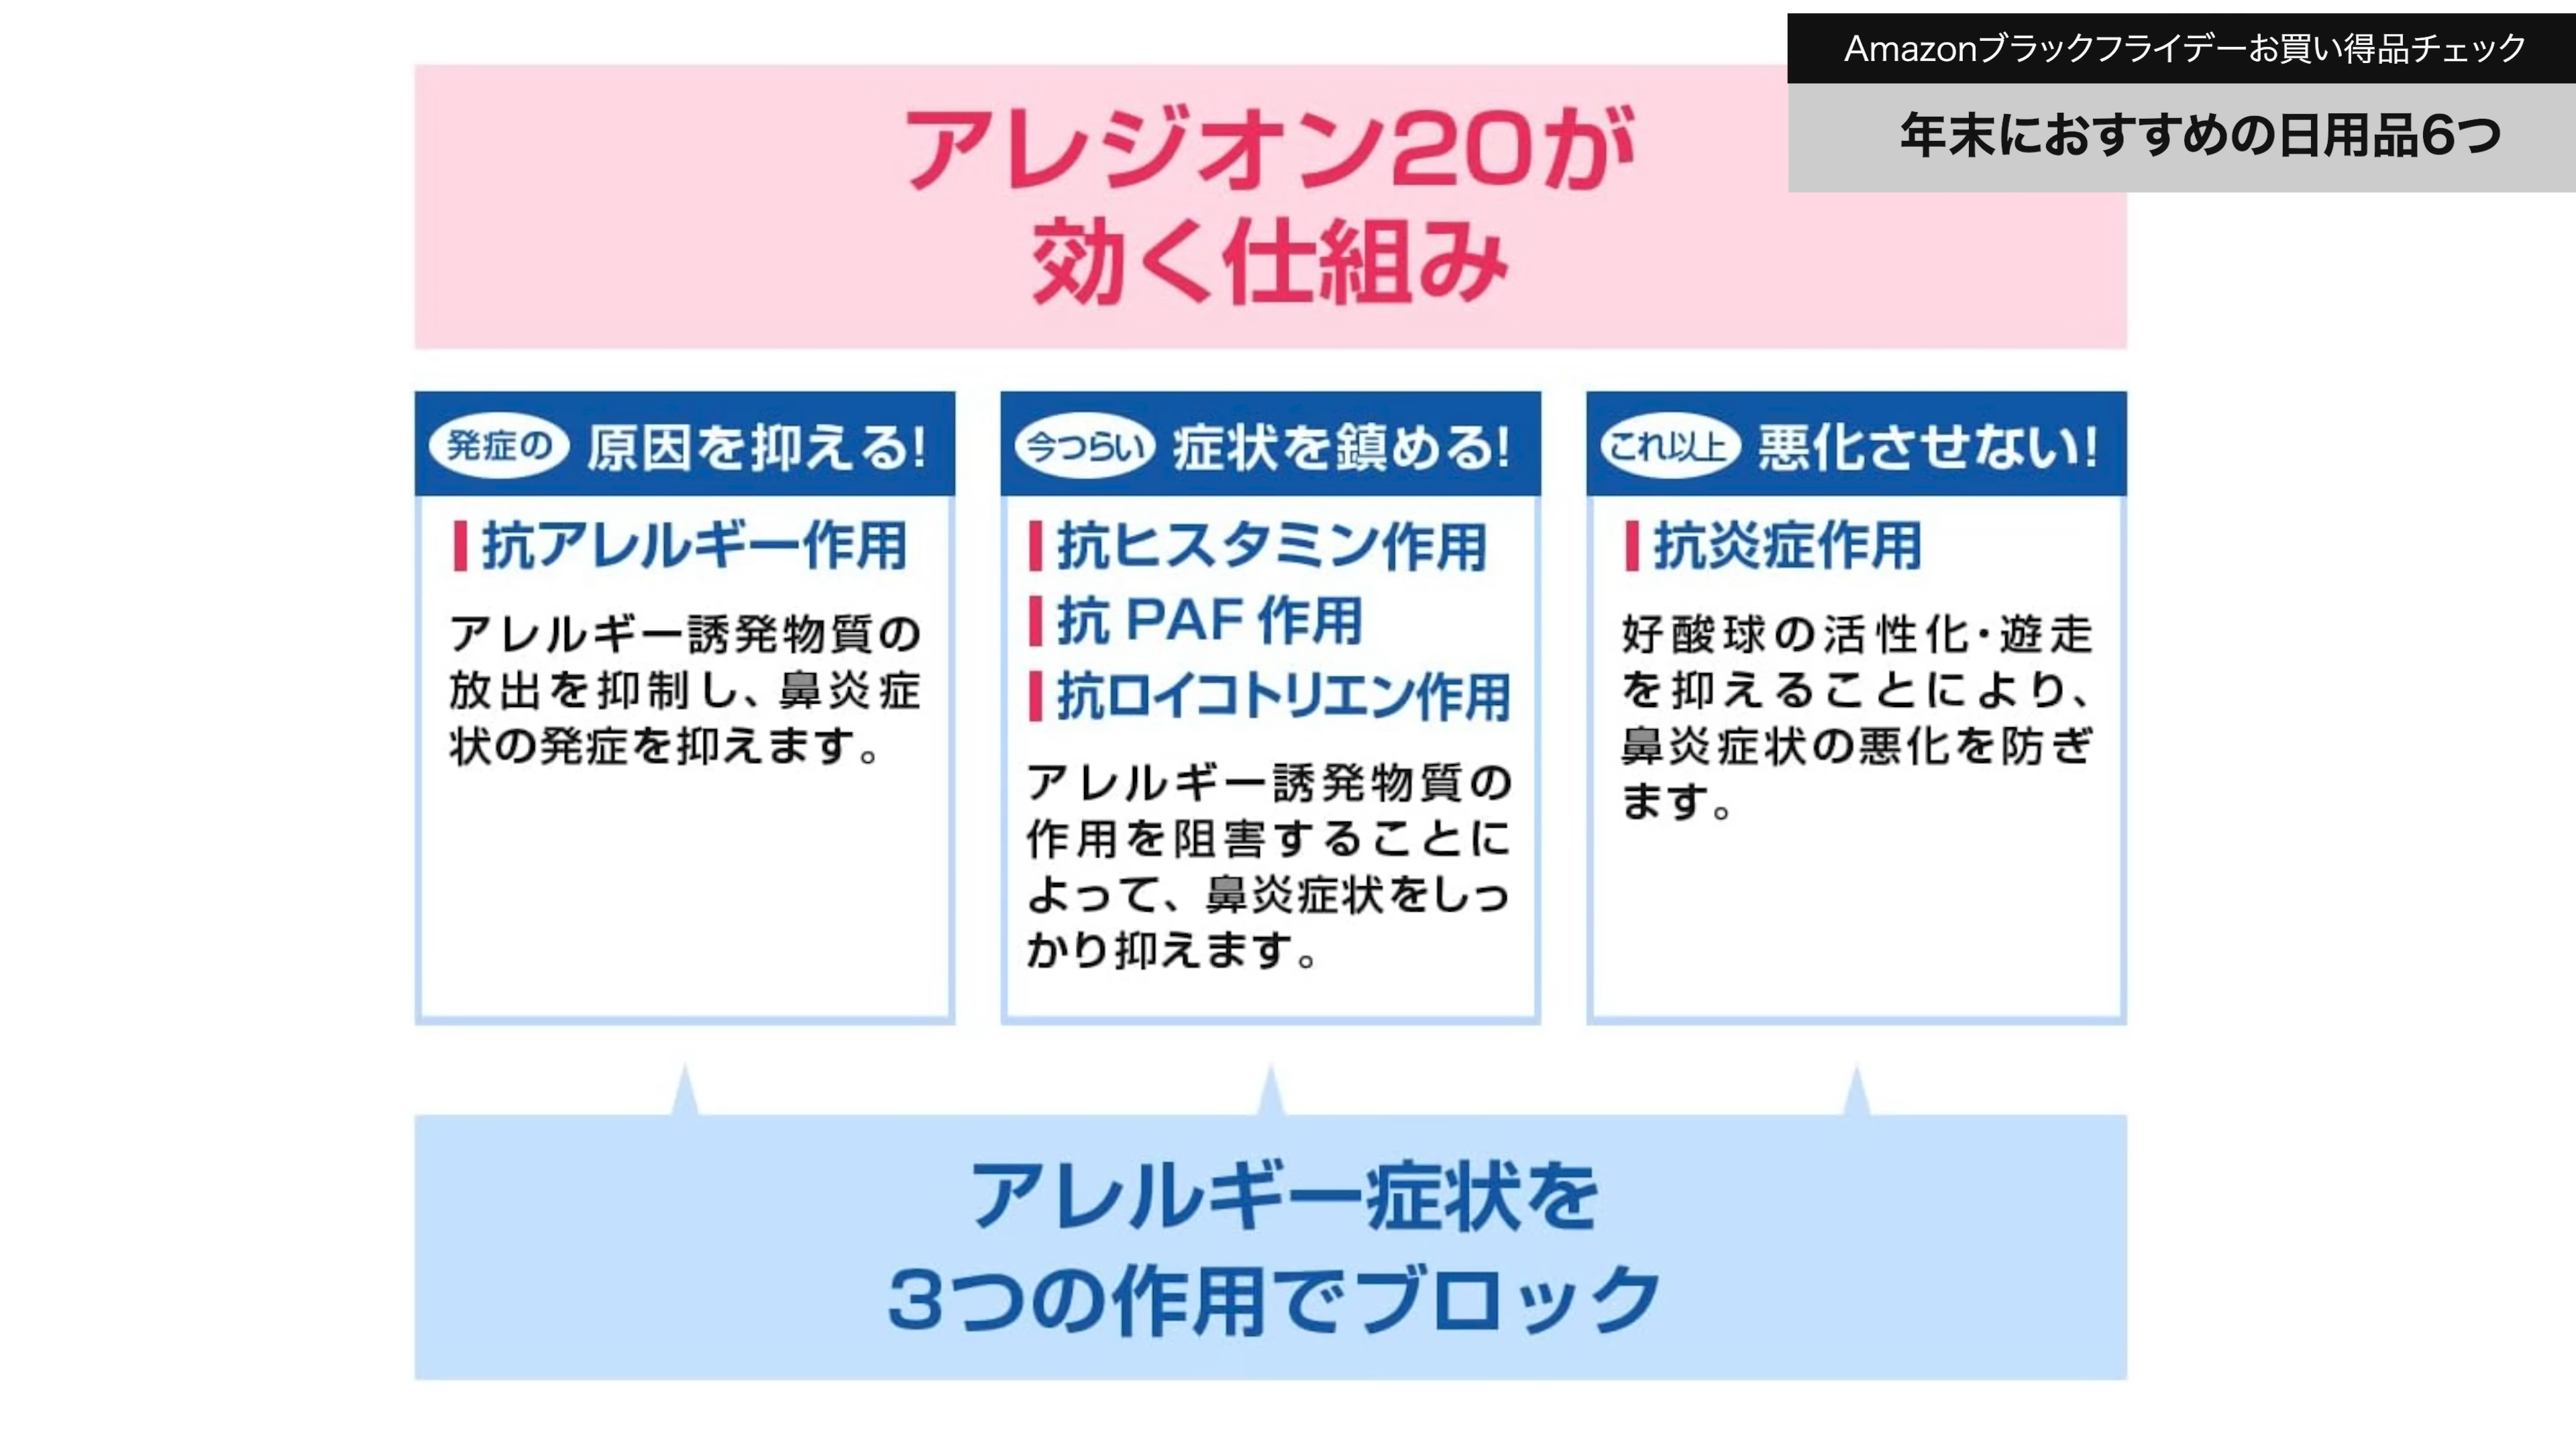 Amazonブラックフライデーお買い得品チェック
年末におすすめの日用品6つ
アレジオン20が
効く仕組み
発症の 原因を抑える!
抗アレルギー作用
アレルギー誘発物質の
放出を抑制し、鼻炎症
状の発症を抑えます。
今つらい 症状を鎮める!
抗ヒスタミン作用
抗 PAF 作用
抗ロイコトリエン作用
アレルギー誘発物質の
作用を阻害することに
よって、鼻炎症状をしっ
かり抑えます。
これ以上 悪化させない!
抗炎症作用
好酸球の活性化・遊走
を抑えることにより、
鼻炎症状の悪化を防ぎ
ます。
アレルギー症状を
3つの作用でブロック